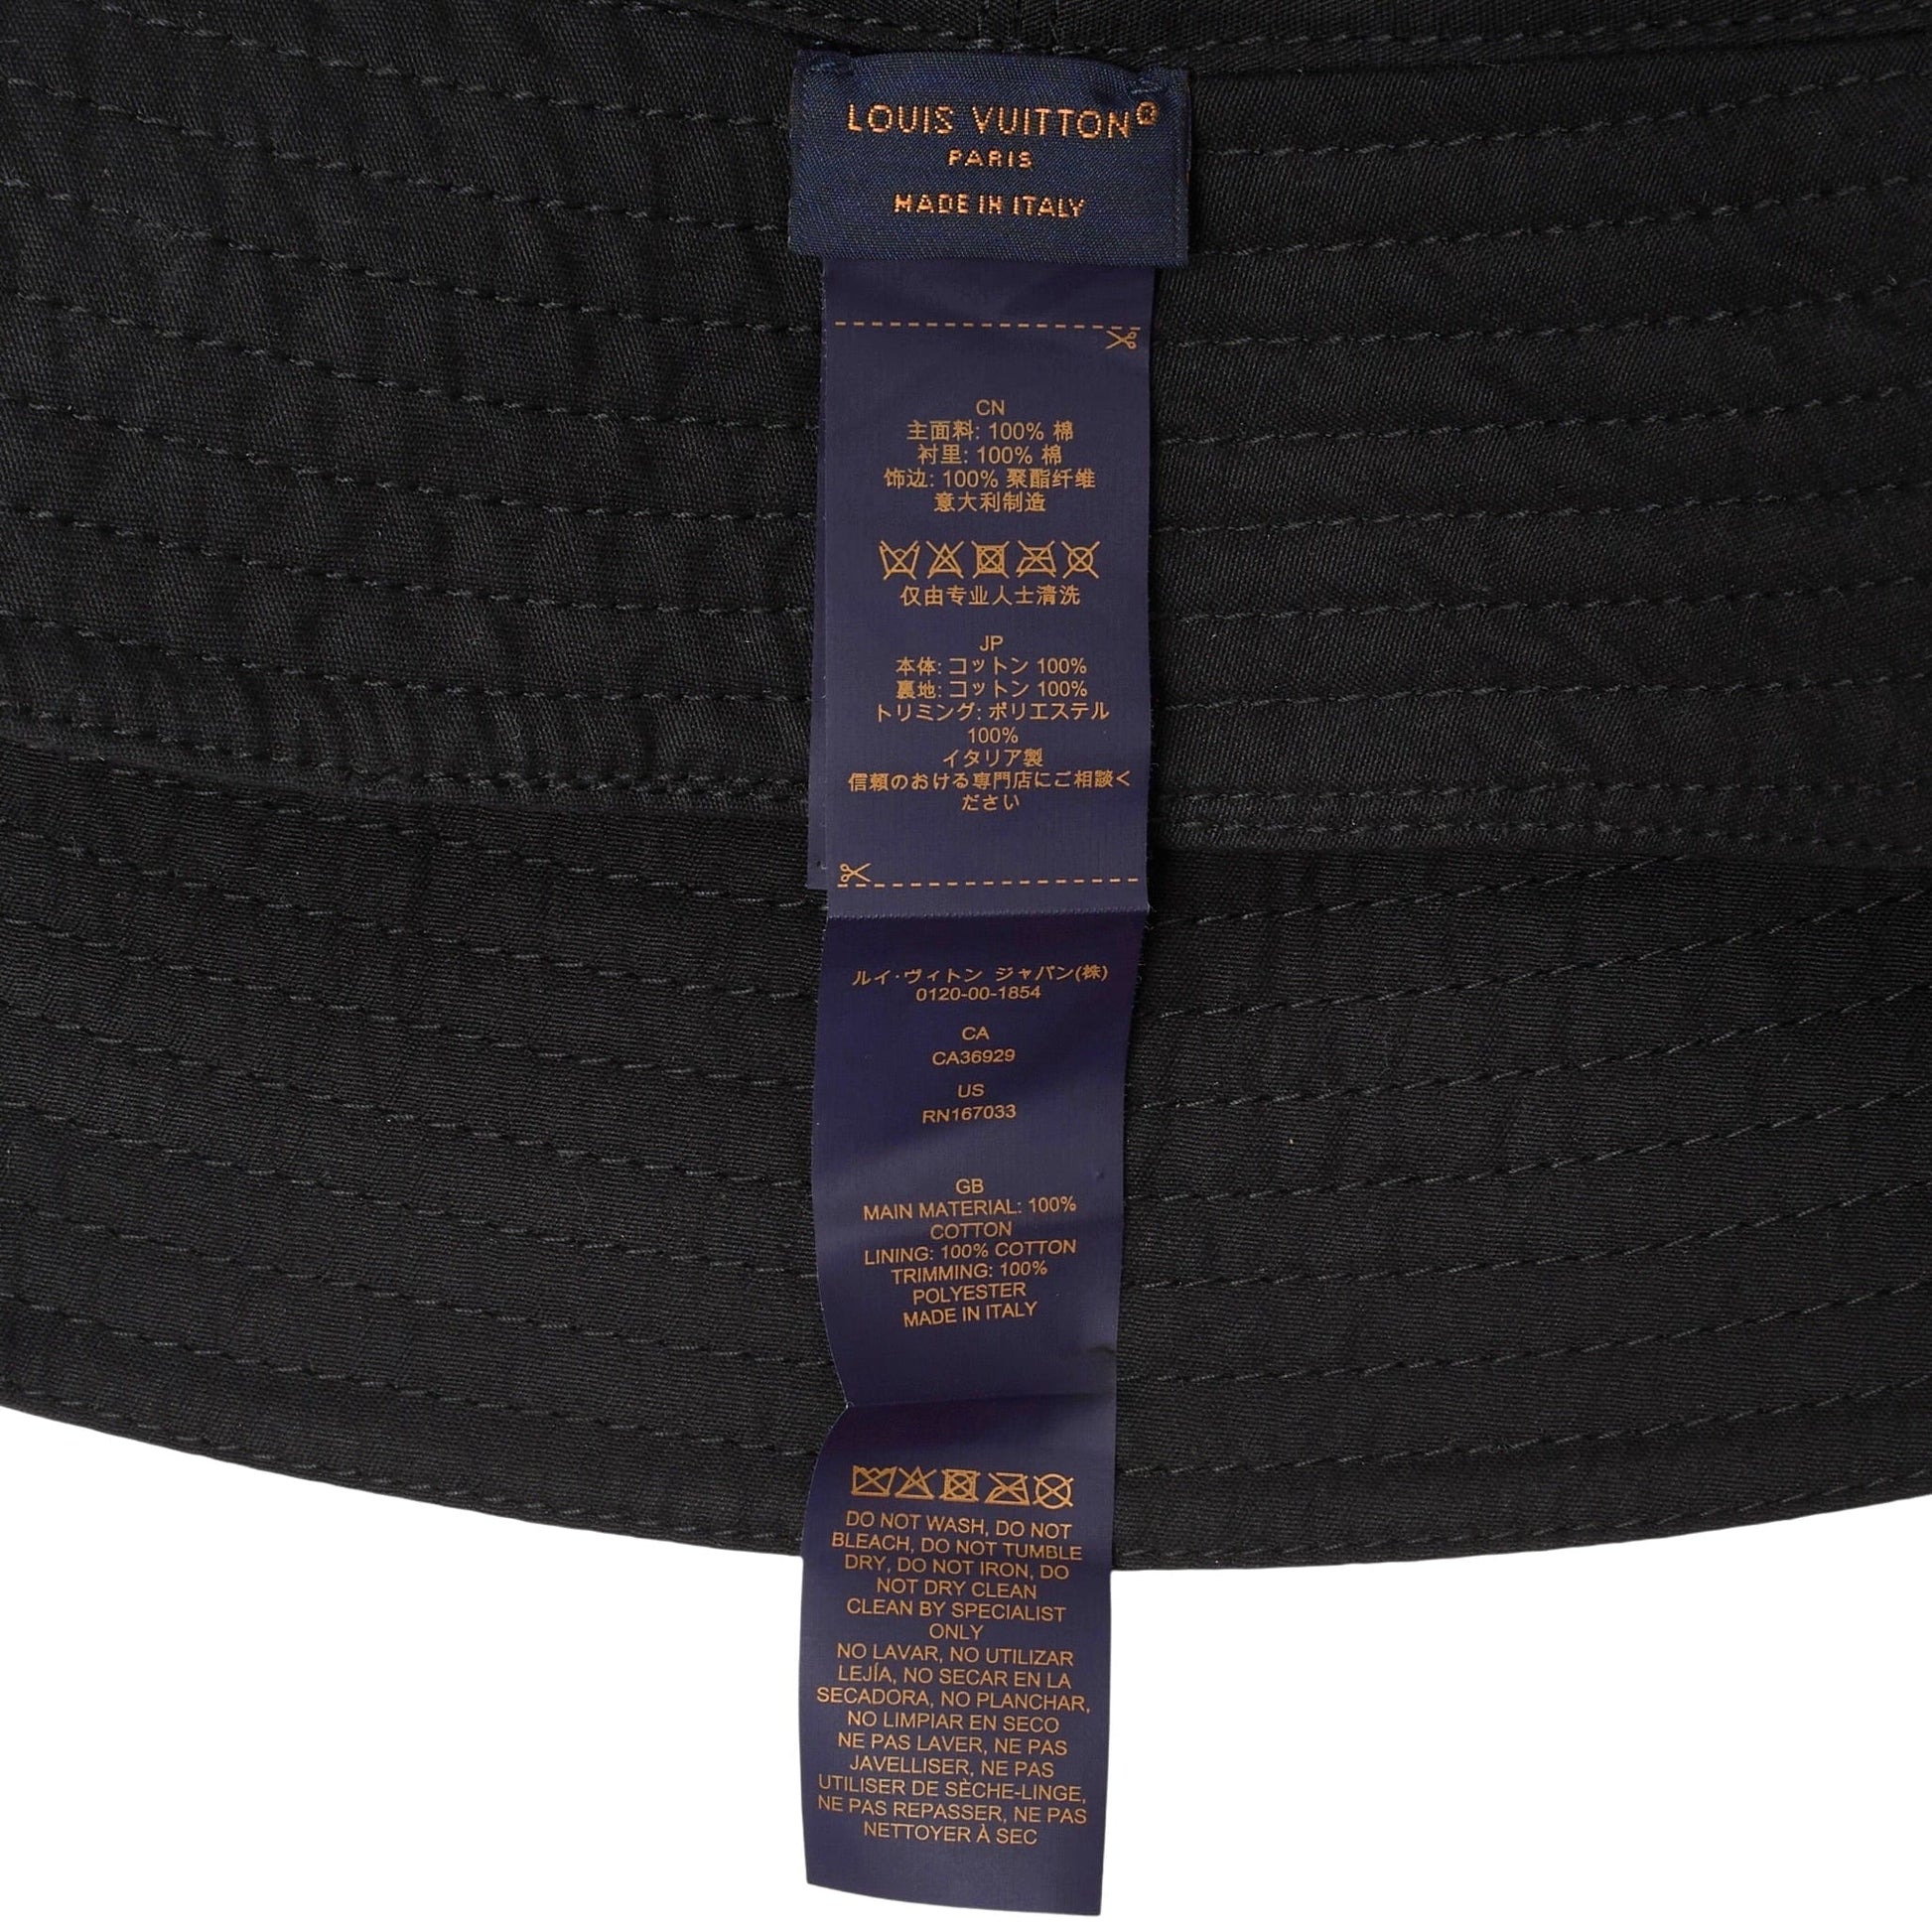 LOUIS VUITTON®
PARIS
MADE IN ITALY
CN
主面料: 100% 棉
衬里: 100% 棉
饰边: 100% 聚酯纤维
意大利制造
仅由专业人士清洗
JP
本体: コットン 100%
裏地: コットン 100%
トリミング: ポリエステル
100%
イタリア製
信頼のおける専門店にご相談く
ださい
ルイ・ヴィトン ジャパン(株)
0120-00-1854
CA
CA36929
US
RN167033
GB
MAIN MATERIAL: 100%
COTTON
LINING: 100% COTTON
TRIMMING: 100%
POLYESTER
MADE IN ITALY
DO NOT WASH, DO NOT
BLEACH, DO NOT TUMBLE
DRY, DO NOT IRON, DO
NOT DRY CLEAN
CLEAN BY SPECIALIST
ONLY
NO LAVAR, NO UTILIZAR
LEJÍA, NO SECAR EN LA
SECADORA, NO PLANCHAR,
NO LIMPIAR EN SECO
NE PAS LAVER, NE PAS
JAVELLISER, NE PAS
UTILISER DE SÈCHE-LINGE,
NE PAS REPASSER, NE PAS
NETTOYER À SEC